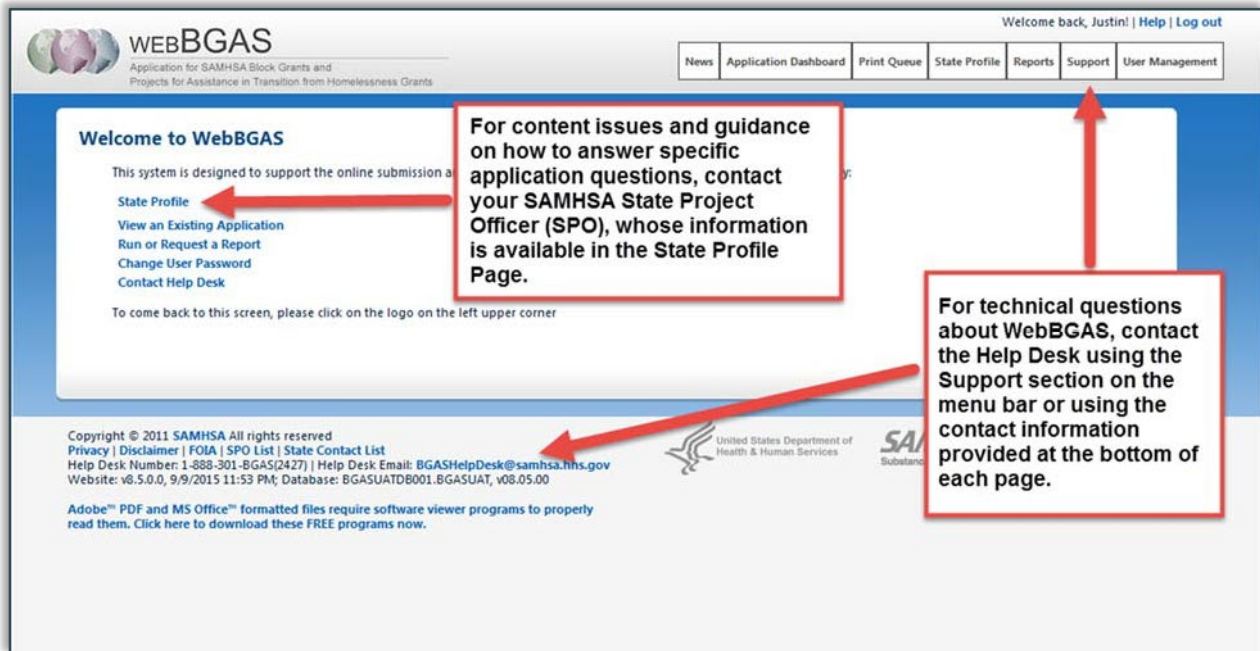 Welcome back, Justin! | Help | Log out
WEBBGAS
Application for SAMHSA Block Grants and
Projects for Assistance in Transition from Homelessness Grants
News Application Dashboard Print Queue State Profile Reports Support User Management
Welcome to WebBGAS
This system is designed to support the online submission
State Profile
View an Existing Application
Run or Request a Report
Change User Password
Contact Help Desk
To come back to this screen, please click on the logo on the left upper corner
For content issues and guidance
on how to answer specific
application questions, contact
your SAMHSA State Project
Officer (SPO), whose information
is available in the State Profile
Page.
For technical questions
about WebBGAS, contact
the Help Desk using the
Support section on the
menu bar or using the
contact information
provided at the bottom of
each page.
Copyright © 2011 SAMHSA All rights reserved
Privacy | Disclaimer | FOIA | SPO List | State Contact List
Help Desk Number: 1-888-301-BGAS(2427) | Help Desk Email: BGASHelpDesk@samhsa.hhs.gov
Website: v8.5.0.0, 9/9/2015 11:53 PM; Database: BGASUATDB001.BGASUAT, v08.05.00
United States Department of
Health & Human Services
Adobe™ PDF and MS Office™ formatted files require software viewer programs to properly
read them. Click here to download these FREE programs now.